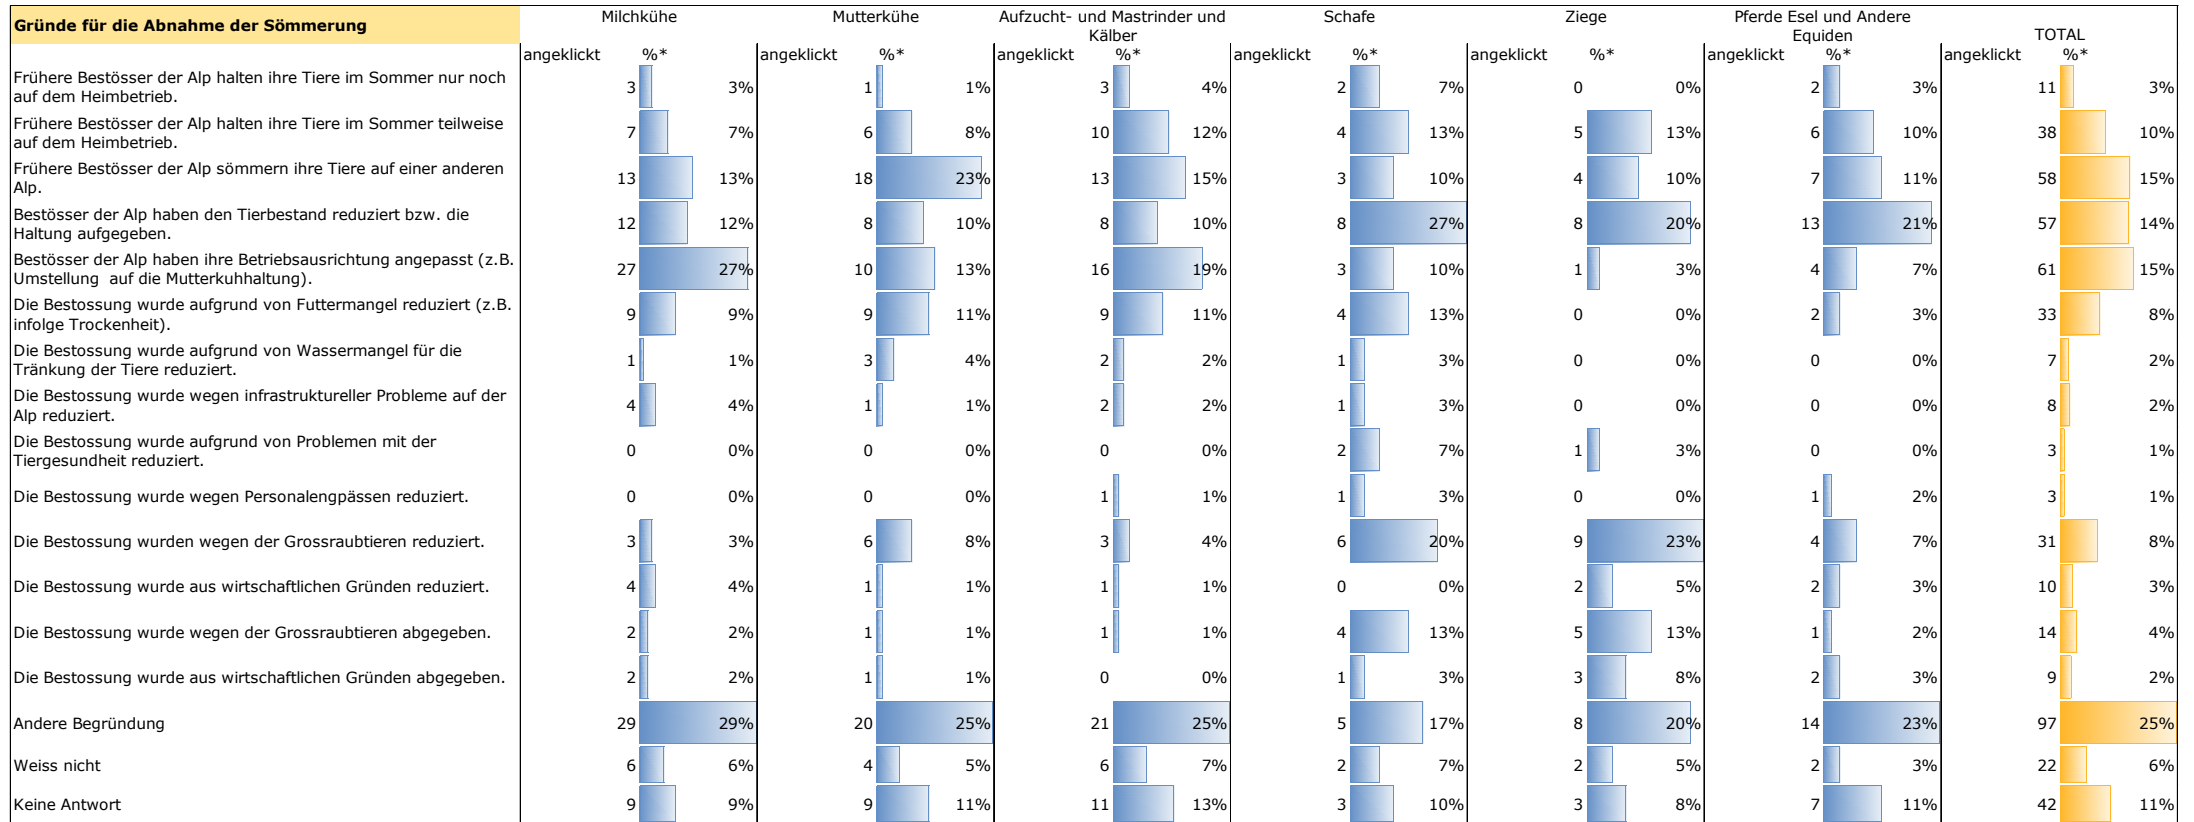 Gründe für die Abnahme der Sömmerung
Milchkühe Mutterkühe Aufzucht- und Mastrinder und Schafe Ziege Pferde Esel und Andere
Kälber Equiden TOTAL
angeklickt %* angeklickt %* angeklickt %* angeklickt %* angeklickt %* angeklickt %* angeklickt %*
Frühere Bestösser der Alp halten ihre Tiere im Sommer nur noch
auf dem Heimbetrieb.
3 3% 1 1% 3 4% 2 7% 0 0% 2 3% 11 3%
Frühere Bestösser der Alp halten ihre Tiere im Sommer teilweise
auf dem Heimbetrieb.
7 7% 6 8% 10 12% 4 13% 5 13% 6 10% 38 10%
Frühere Bestösser der Alp sömmern ihre Tiere auf einer anderen
Alp.
13 13% 18 23% 13 15% 3 10% 4 10% 7 11% 58 15%
Bestösser der Alp haben den Tierbestand reduziert bzw. die
Haltung aufgegeben.
12 12% 8 10% 8 10% 8 27% 8 20% 13 21% 57 14%
Bestösser der Alp haben ihre Betriebsausrichtung angepasst (z.B.
Umstellung auf die Mutterkuhhaltung).
27 27% 10 13% 16 19% 3 10% 1 3% 4 7% 61 15%
Die Bestossung wurde aufgrund von Futtermangel reduziert (z.B.
infolge Trockenheit).
9 9% 9 11% 9 11% 4 13% 0 0% 2 3% 33 8%
Die Bestossung wurde aufgrund von Wassermangel für die
Tränkung der Tiere reduziert.
1 1% 3 4% 2 2% 1 3% 0 0% 0 0% 7 2%
Die Bestossung wurde wegen infrastruktureller Probleme auf der
Alp reduziert.
4 4% 1 1% 2 2% 1 3% 0 0% 0 0% 8 2%
Die Bestossung wurde aufgrund von Problemen mit der
Tiergesundheit reduziert.
0 0% 0 0% 0 0% 2 7% 1 3% 0 0% 3 1%
Die Bestossung wurde wegen Personalengpässen reduziert.
0 0% 0 0% 1 1% 1 3% 0 0% 1 2% 3 1%
Die Bestossung wurden wegen der Grossraubtieren reduziert.
3 3% 6 8% 3 4% 6 20% 9 23% 4 7% 31 8%
Die Bestossung wurde aus wirtschaftlichen Gründen reduziert.
4 4% 1 1% 1 1% 0 0% 2 5% 2 3% 10 3%
Die Bestossung wurde wegen der Grossraubtieren abgegeben.
2 2% 1 1% 1 1% 4 13% 5 13% 1 2% 14 4%
Die Bestossung wurde aus wirtschaftlichen Gründen abgegeben.
2 2% 1 1% 0 0% 1 3% 3 8% 2 3% 9 2%
Andere Begründung
29 29% 20 25% 21 25% 5 17% 8 20% 14 23% 97 25%
Weiss nicht
6 6% 4 5% 6 7% 2 7% 2 5% 2 3% 22 6%
Keine Antwort
9 9% 9 11% 11 13% 3 10% 3 8% 7 11% 42 11%